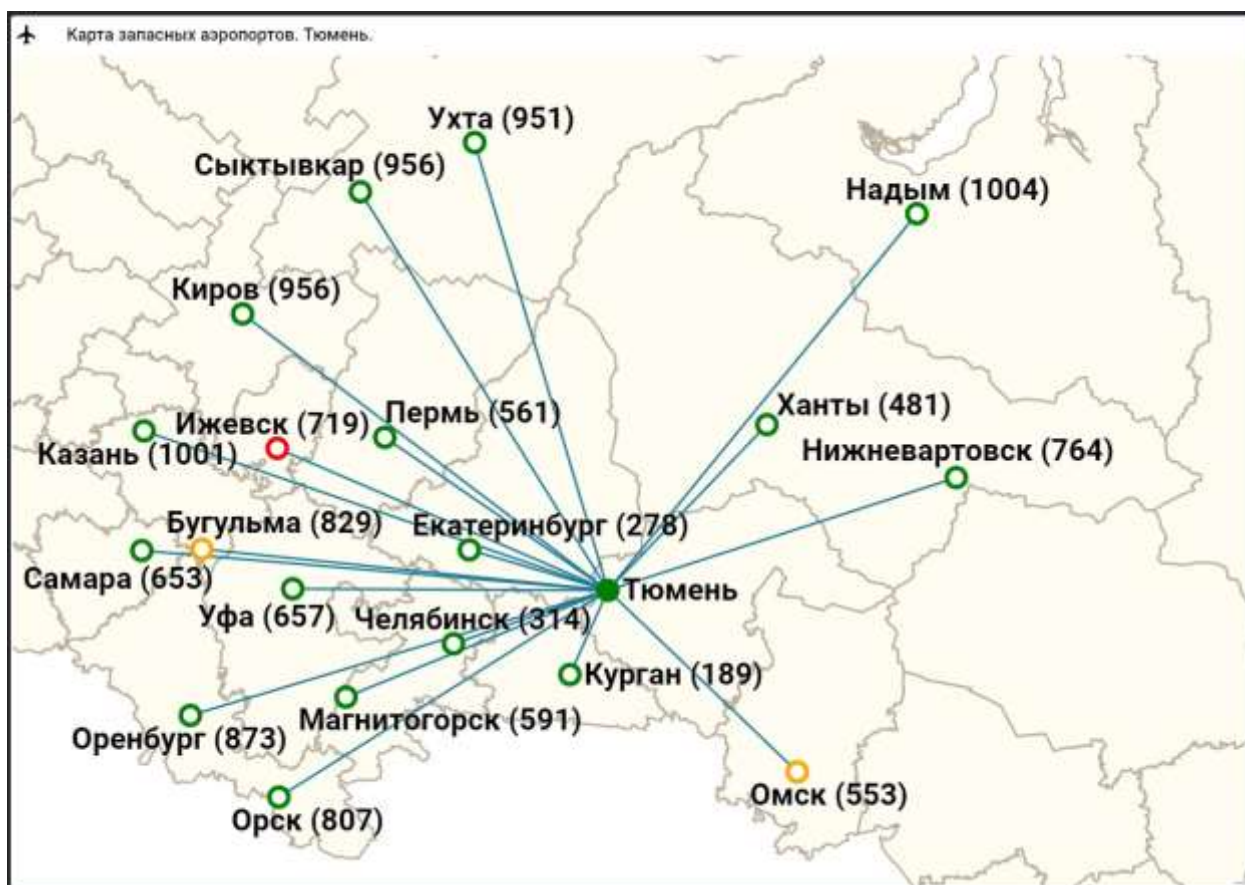 Карта запасных аэропортов. Тюмень.
Ухта (951)
Сыктывкар (956)
Надым (1004)
Киров (956)
Пермь (561)
Ханты (481)
Ижевск (719)
Казань (1001)
Нижневартовск (764)
Бугульма (829)
Екатеринбург (278)
Самара (653)
Тюмень
Уфа (657)
Челябинск (314)
Курган (189)
Магнитогорск (591)
Оренбург (873)
Омск (553)
Орск (807)